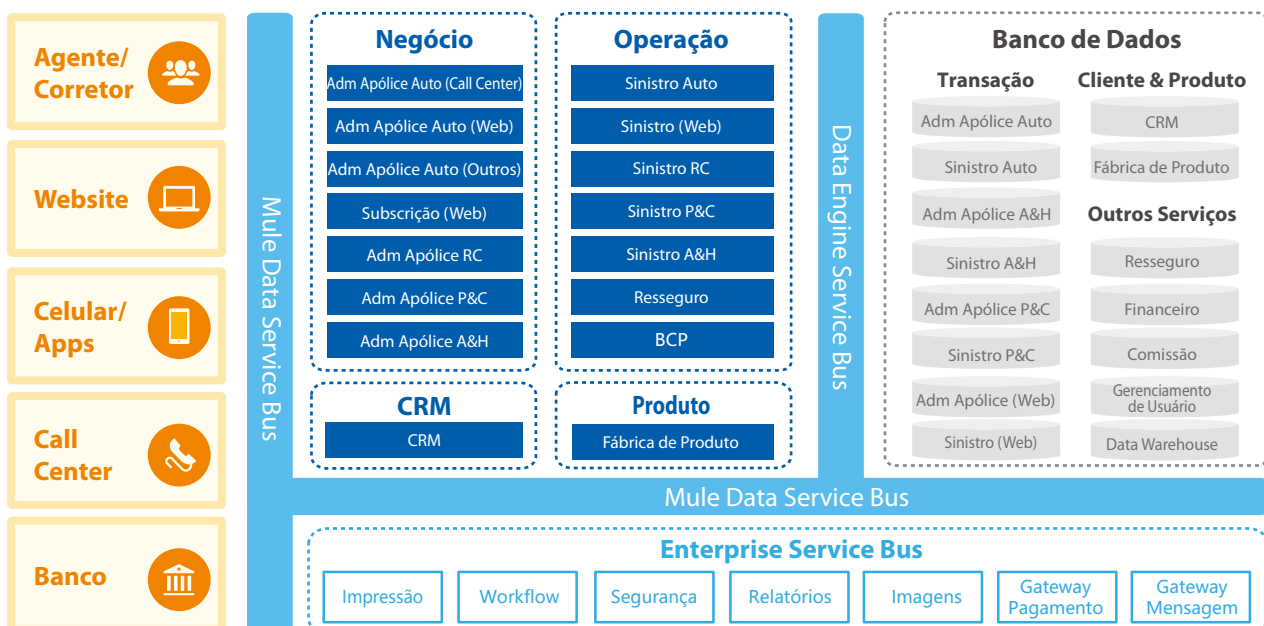 Agente/
Corretor
Website
Celular/
Apps
Call
Center
Banco
Mule Data Service Bus
Negócio
Adm Apólice Auto (Call Center)
Adm Apólice Auto (Web)
Adm Apólice Auto (Outros)
Subscrição (Web)
Adm Apólice RC
Adm Apólice P&C
Adm Apólice A&H
CRM
CRM
Operação
Sinistro Auto
Sinistro (Web)
Sinistro RC
Sinistro P&C
Sinistro A&H
Resseguro
BCP
Produto
Fábrica de Produto
Data Engine Service Bus
Banco de Dados
Transação
Adm Apólice Auto
Sinistro Auto
Adm Apólice A&H
Sinistro A&H
Adm Apólice P&C
Sinistro P&C
Adm Apólice (Web)
Sinistro (Web)
Cliente & Produto
CRM
Fábrica de Produto
Outros Serviços
Resseguro
Financeiro
Comissão
Gerenciamento
de Usuário
Data Warehouse
Mule Data Service Bus
Enterprise Service Bus
Impressão
Workflow
Segurança
Relatórios
Imagens
Gateway
Pagamento
Gateway
Mensagem